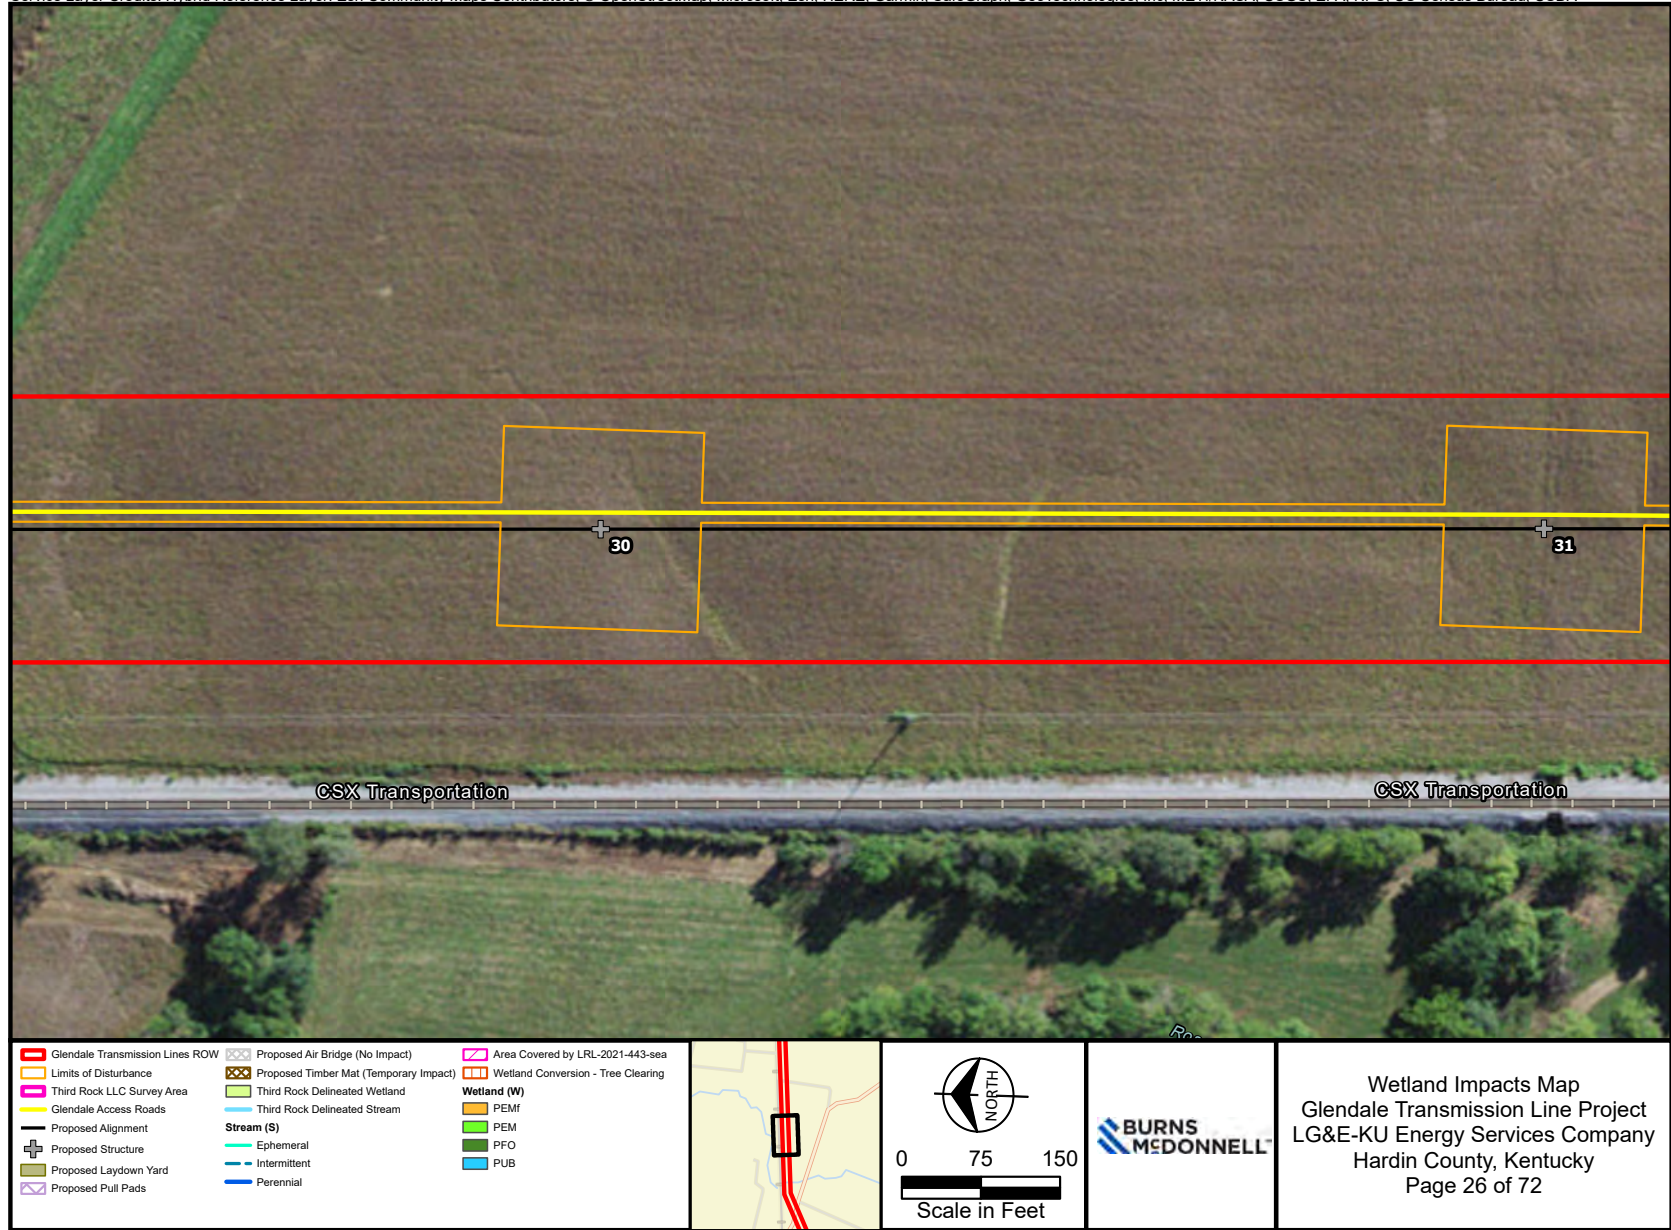 30
31
CSX Transportation
CSX Transportation
Glendale Transmission Lines ROW
Limits of Disturbance
Third Rock LLC Survey Area
Glendale Access Roads
Proposed Alignment
Proposed Structure
Proposed Laydown Yard
Proposed Pull Pads
Proposed Air Bridge (No Impact)
Proposed Timber Mat (Temporary Impact)
Third Rock Delineated Wetland
Third Rock Delineated Stream
Stream (S)
Ephemeral
Intermittent
Perennial
Area Covered by LRL-2021-443-sea
Wetland Conversion - Tree Clearing
Wetland (W)
PEMf
PEM
PFO
PUB
NORTH
0 75 150
Scale in Feet
BURNS
MCDONNELL
Wetland Impacts Map
Glendale Transmission Line Project
LG&E-KU Energy Services Company
Hardin County, Kentucky
Page 26 of 72